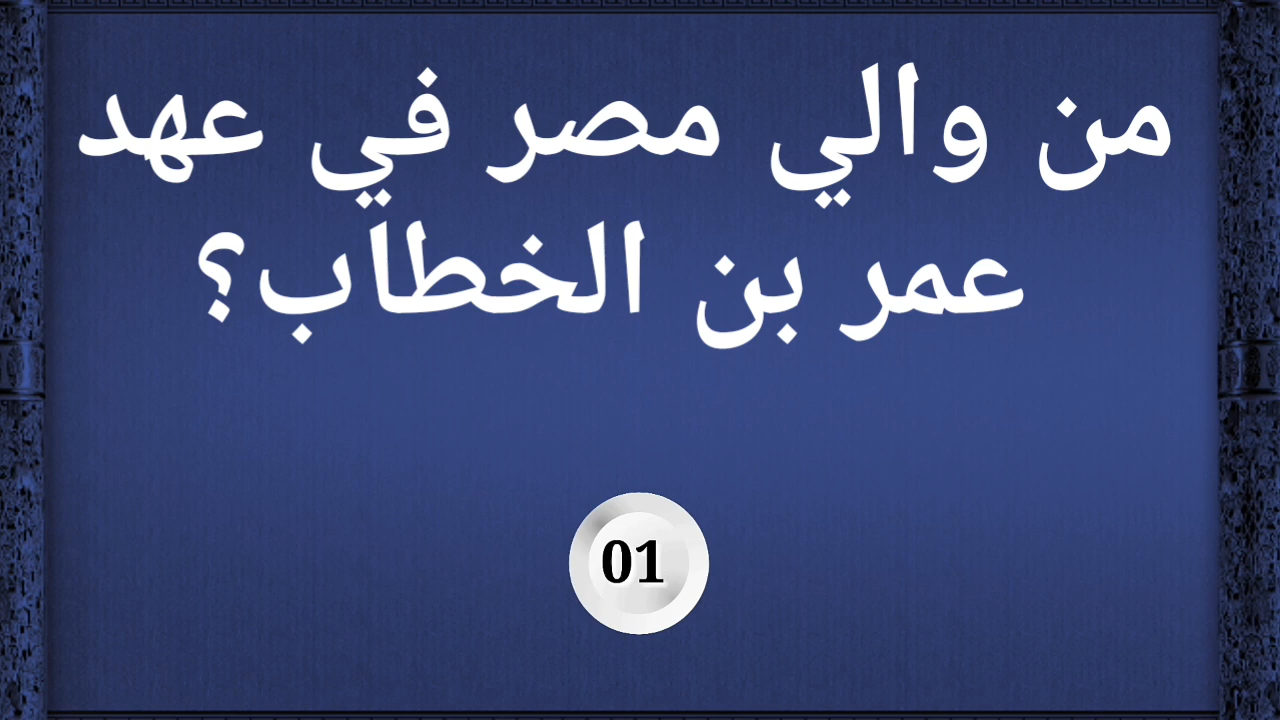 من والي مصر في عهد
عمر بن الخطاب؟
01